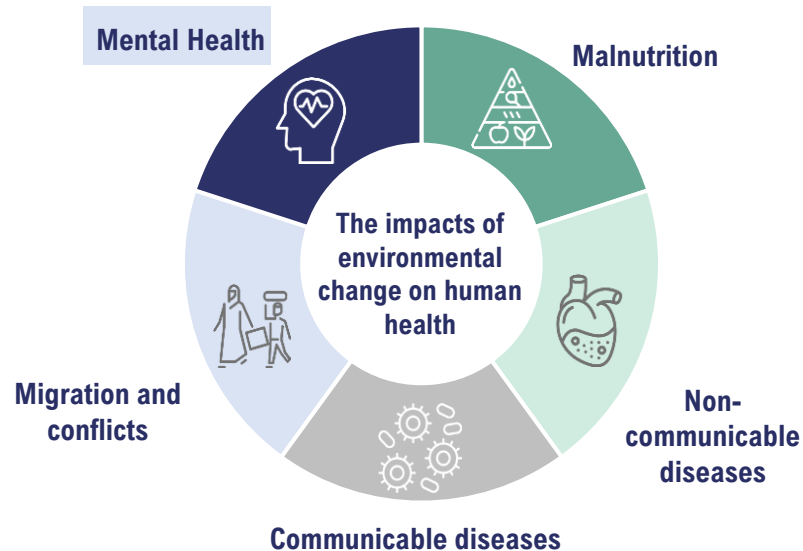 Mental Health
Malnutrition
The impacts of
environmental
change on human
health
Migration and
conflicts
Non-
communicable
diseases
Communicable diseases